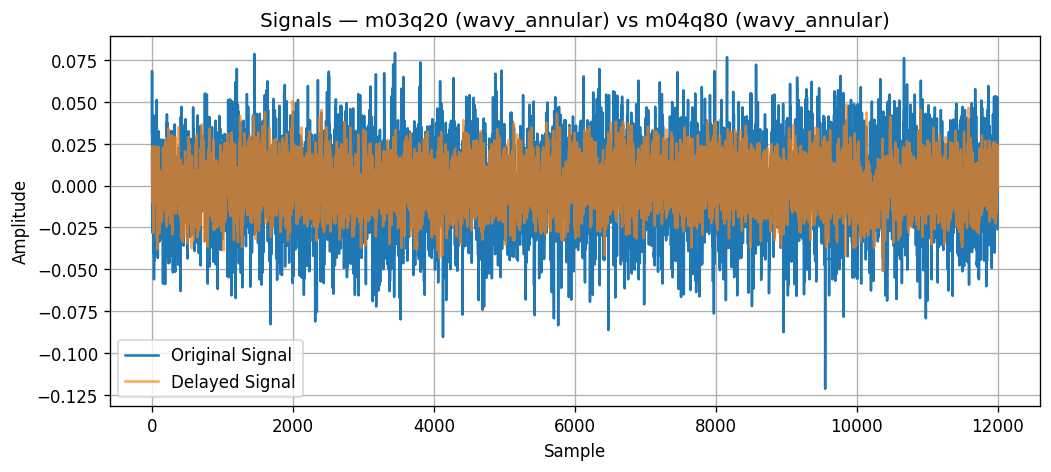 Signals — m03q20 (wavy_annular) vs m04q80 (wavy_annular)
0.075
0.050
0.025
0.000
−0.025
−0.050
−0.075
−0.100
−0.125
Amplitude
Original Signal
Delayed Signal
0 2000 4000 6000 8000 10000 12000
Sample